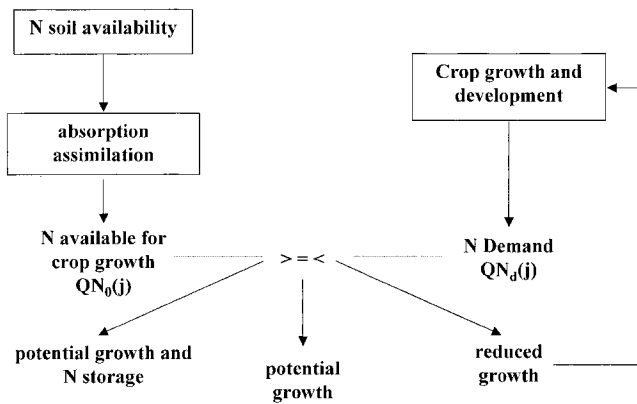 N soil availability
Crop growth and
development
absorption
assimilation
N available for
crop growth
QN₀(j)
> = <
N Demand
QN_d(j)
potential growth and
N storage
potential
growth
reduced
growth